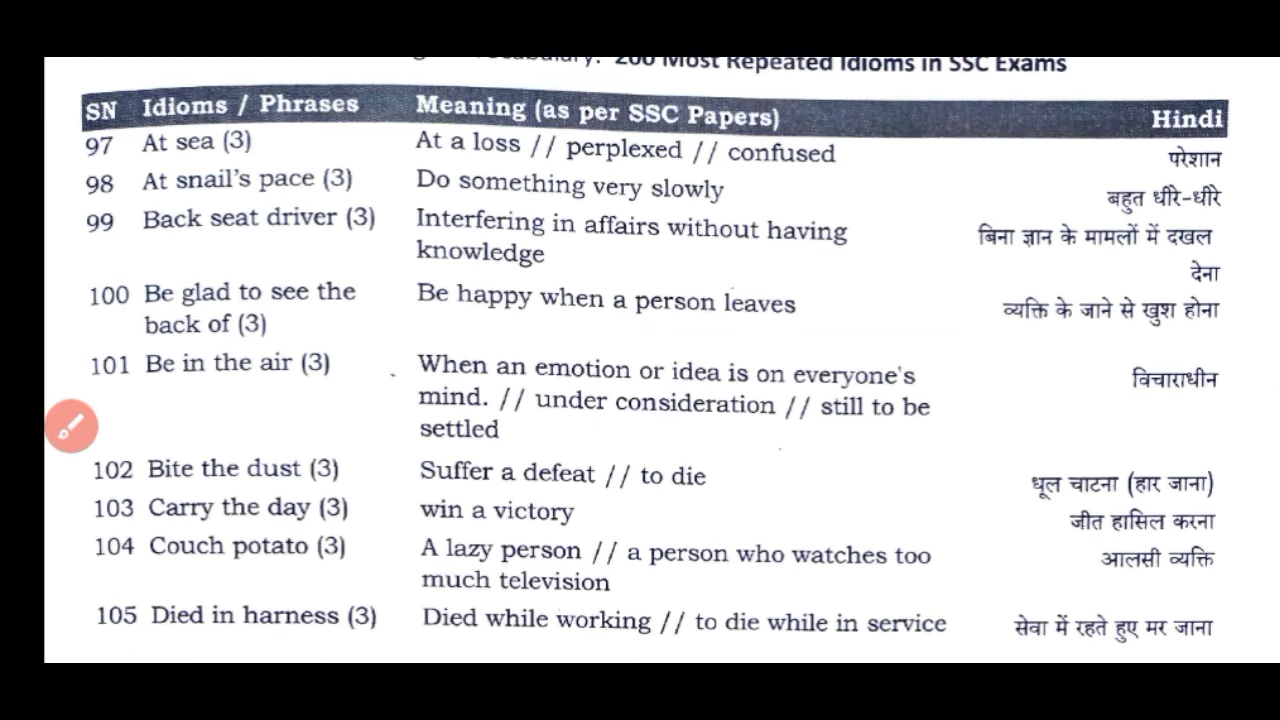 200 Most Repeated Idioms in SSC Exams
SN Idioms / Phrases Meaning (as per SSC Papers) Hindi
97 At sea (3) At a loss // perplexed // confused परेशान
98 At snail's pace (3) Do something very slowly बहुत धीरे-धीरे
99 Back seat driver (3) Interfering in affairs without having बिना ज्ञान के मामलों में दखल
knowledge देना
100 Be glad to see the Be happy when a person leaves व्यक्ति के जाने से खुश होना
back of (3)
101 Be in the air (3) When an emotion or idea is on everyone's विचाराधीन
mind. // under consideration // still to be
settled
102 Bite the dust (3) Suffer a defeat // to die धूल चाटना (हार जाना)
103 Carry the day (3) win a victory जीत हासिल करना
104 Couch potato (3) A lazy person // a person who watches too आलसी व्यक्ति
much television
105 Died in harness (3) Died while working // to die while in service सेवा में रहते हुए मर जाना